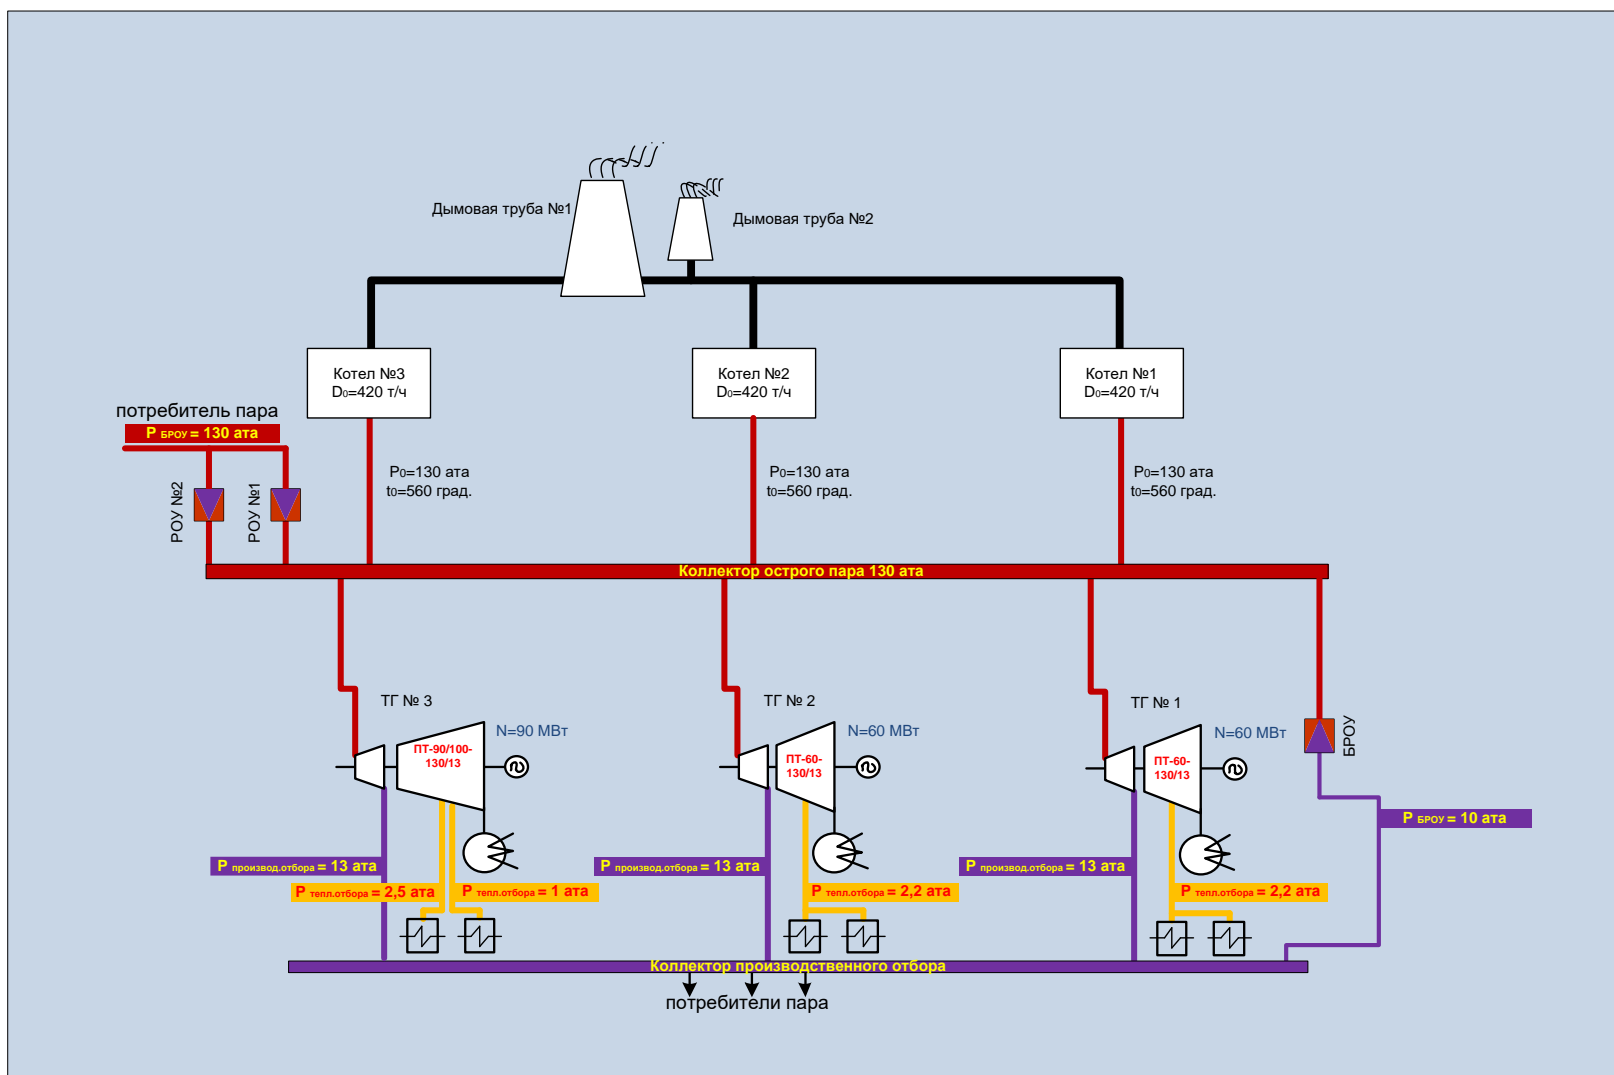 Дымовая труба №1
Дымовая труба №2
Котел №3
D0=420 т/ч
Котел №2
D0=420 т/ч
Котел №1
D0=420 т/ч
потребитель пара
Р БРОУ = 130 ата
РОУ №2
РОУ №1
Р0=130 ата
t0=560 град.
Р0=130 ата
t0=560 град.
Р0=130 ата
t0=560 град.
Коллектор острого пара 130 ата
ТГ № 3
ТГ № 2
ТГ № 1
N=90 МВт
N=60 МВт
N=60 МВт
ПТ-90/100-
130/13
ПТ-60-
130/13
ПТ-60-
130/13
БРОУ
Р БРОУ = 10 ата
Р производ.отбора = 13 ата
Р производ.отбора = 13 ата
Р производ.отбора = 13 ата
Р тепл.отбора = 2,5 ата
Р тепл.отбора = 1 ата
Р тепл.отбора = 2,2 ата
Р тепл.отбора = 2,2 ата
Коллектор производственного отбора
потребители пара